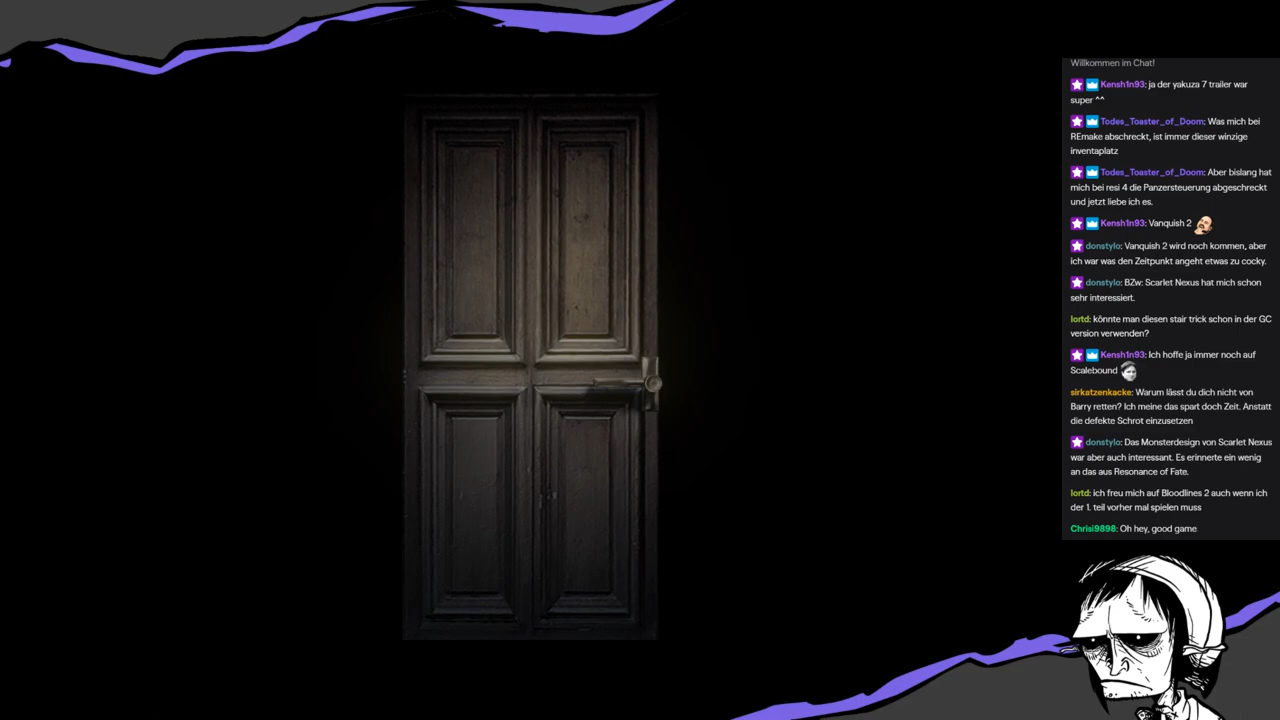 Willkommen im Chat!
Kensh1n93: ja der yakuza 7 trailer war
super ^^
Todes_Toaster_of_Doom: Was mich bei
REmake abschreckt, ist immer dieser winzige
inventaplatz
Todes_Toaster_of_Doom: Aber bislang hat
mich bei resi 4 die Panzersteuerung abgeschreckt
und jetzt liebe ich es.
Kensh1n93: Vanquish 2
donstylo: Vanquish 2 wird noch kommen, aber
ich war was den Zeitpunkt angeht etwas zu cocky.
donstylo: BZw: Scarlet Nexus hat mich schon
sehr interessiert.
lortd: könnte man diesen stair trick schon in der GC
version verwenden?
Kensh1n93: Ich hoffe ja immer noch auf
Scalebound
sirkatzenkacke: Warum lässt du dich nicht von
Barry retten? Ich meine das spart doch Zeit. Anstatt
die defekte Schrot einzusetzen
donstylo: Das Monsterdesign von Scarlet Nexus
war aber auch interessant. Es erinnerte ein wenig
an das aus Resonance of Fate.
lortd: ich freu mich auf Bloodlines 2 auch wenn ich
der 1. teil vorher mal spielen muss
Chrisi9898: Oh hey, good game